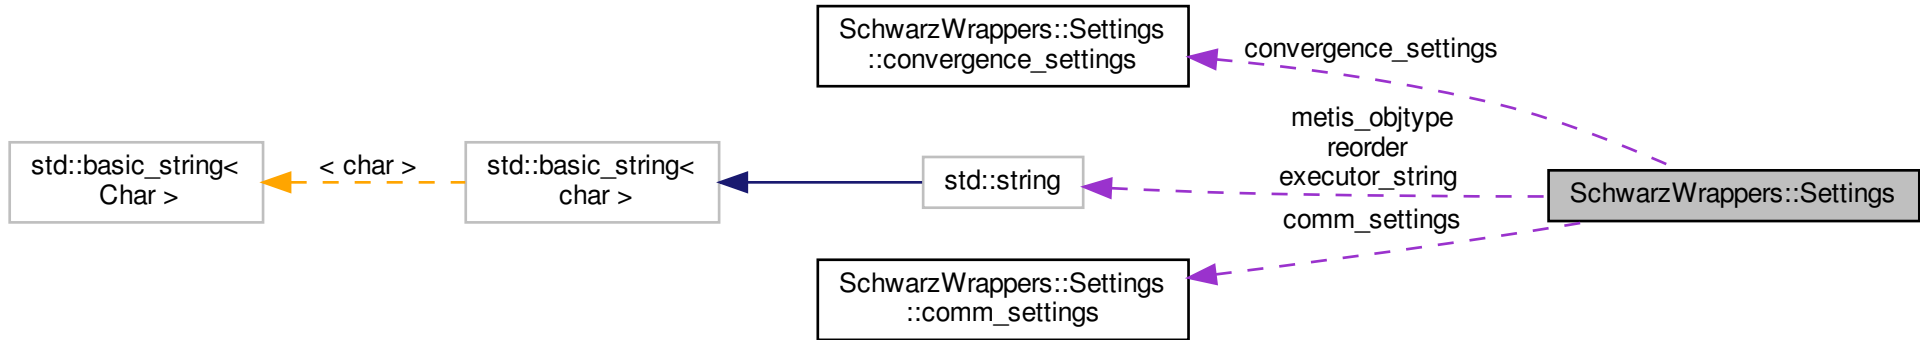 SchwarzWrappers::Settings
::convergence_settings
convergence_settings
metis_objtype
reorder
executor_string
std::basic_string<
Char >
< char >
std::basic_string<
char >
std::string
SchwarzWrappers::Settings
comm_settings
SchwarzWrappers::Settings
::comm_settings